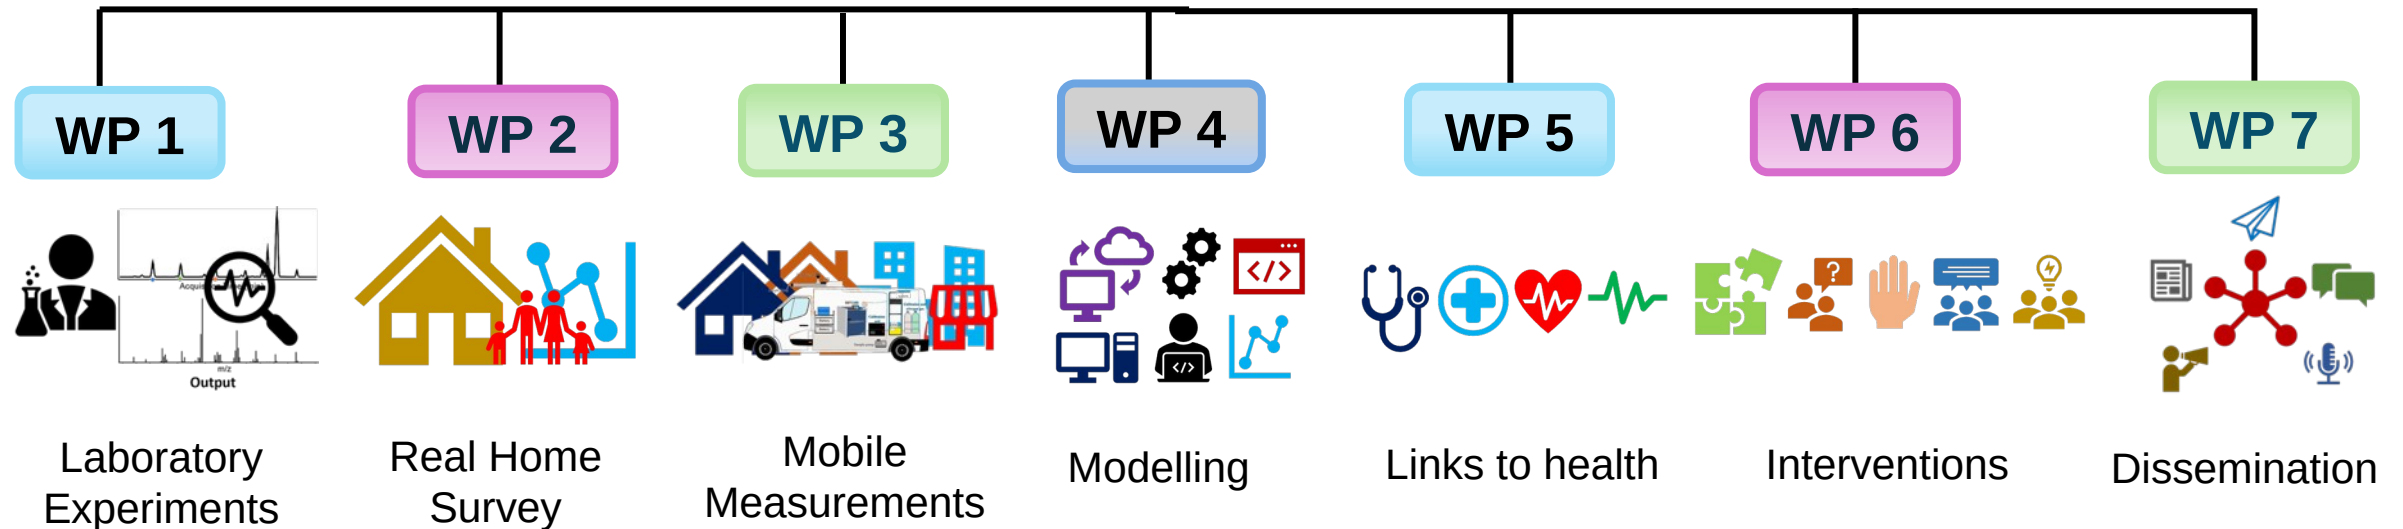 WP 1
WP 2
WP 3
WP 4
WP 5
WP 6
WP 7
m/z
Output
</>
?
</>
Laboratory
Experiments
Real Home
Survey
Mobile
Measurements
Modelling
Links to health
Interventions
Dissemination